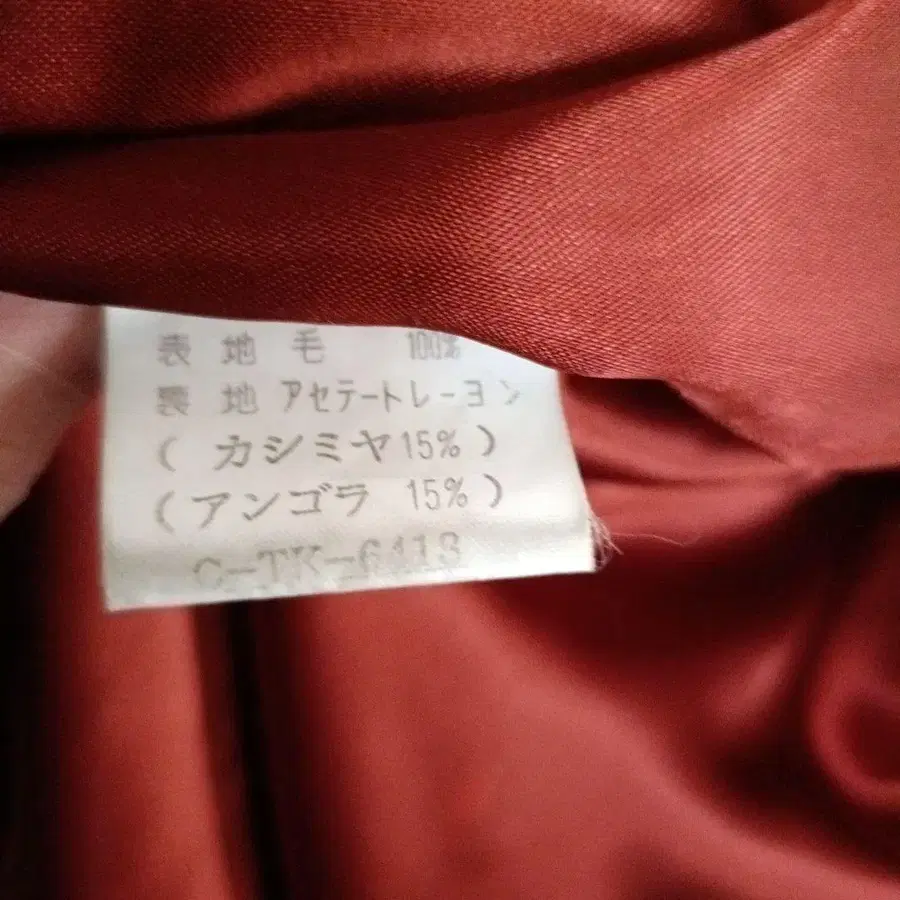 表地毛 100%
裏地アセテートレーヨン
(カシミヤ15%)
(アンゴラ 15%)
C-TK-6413